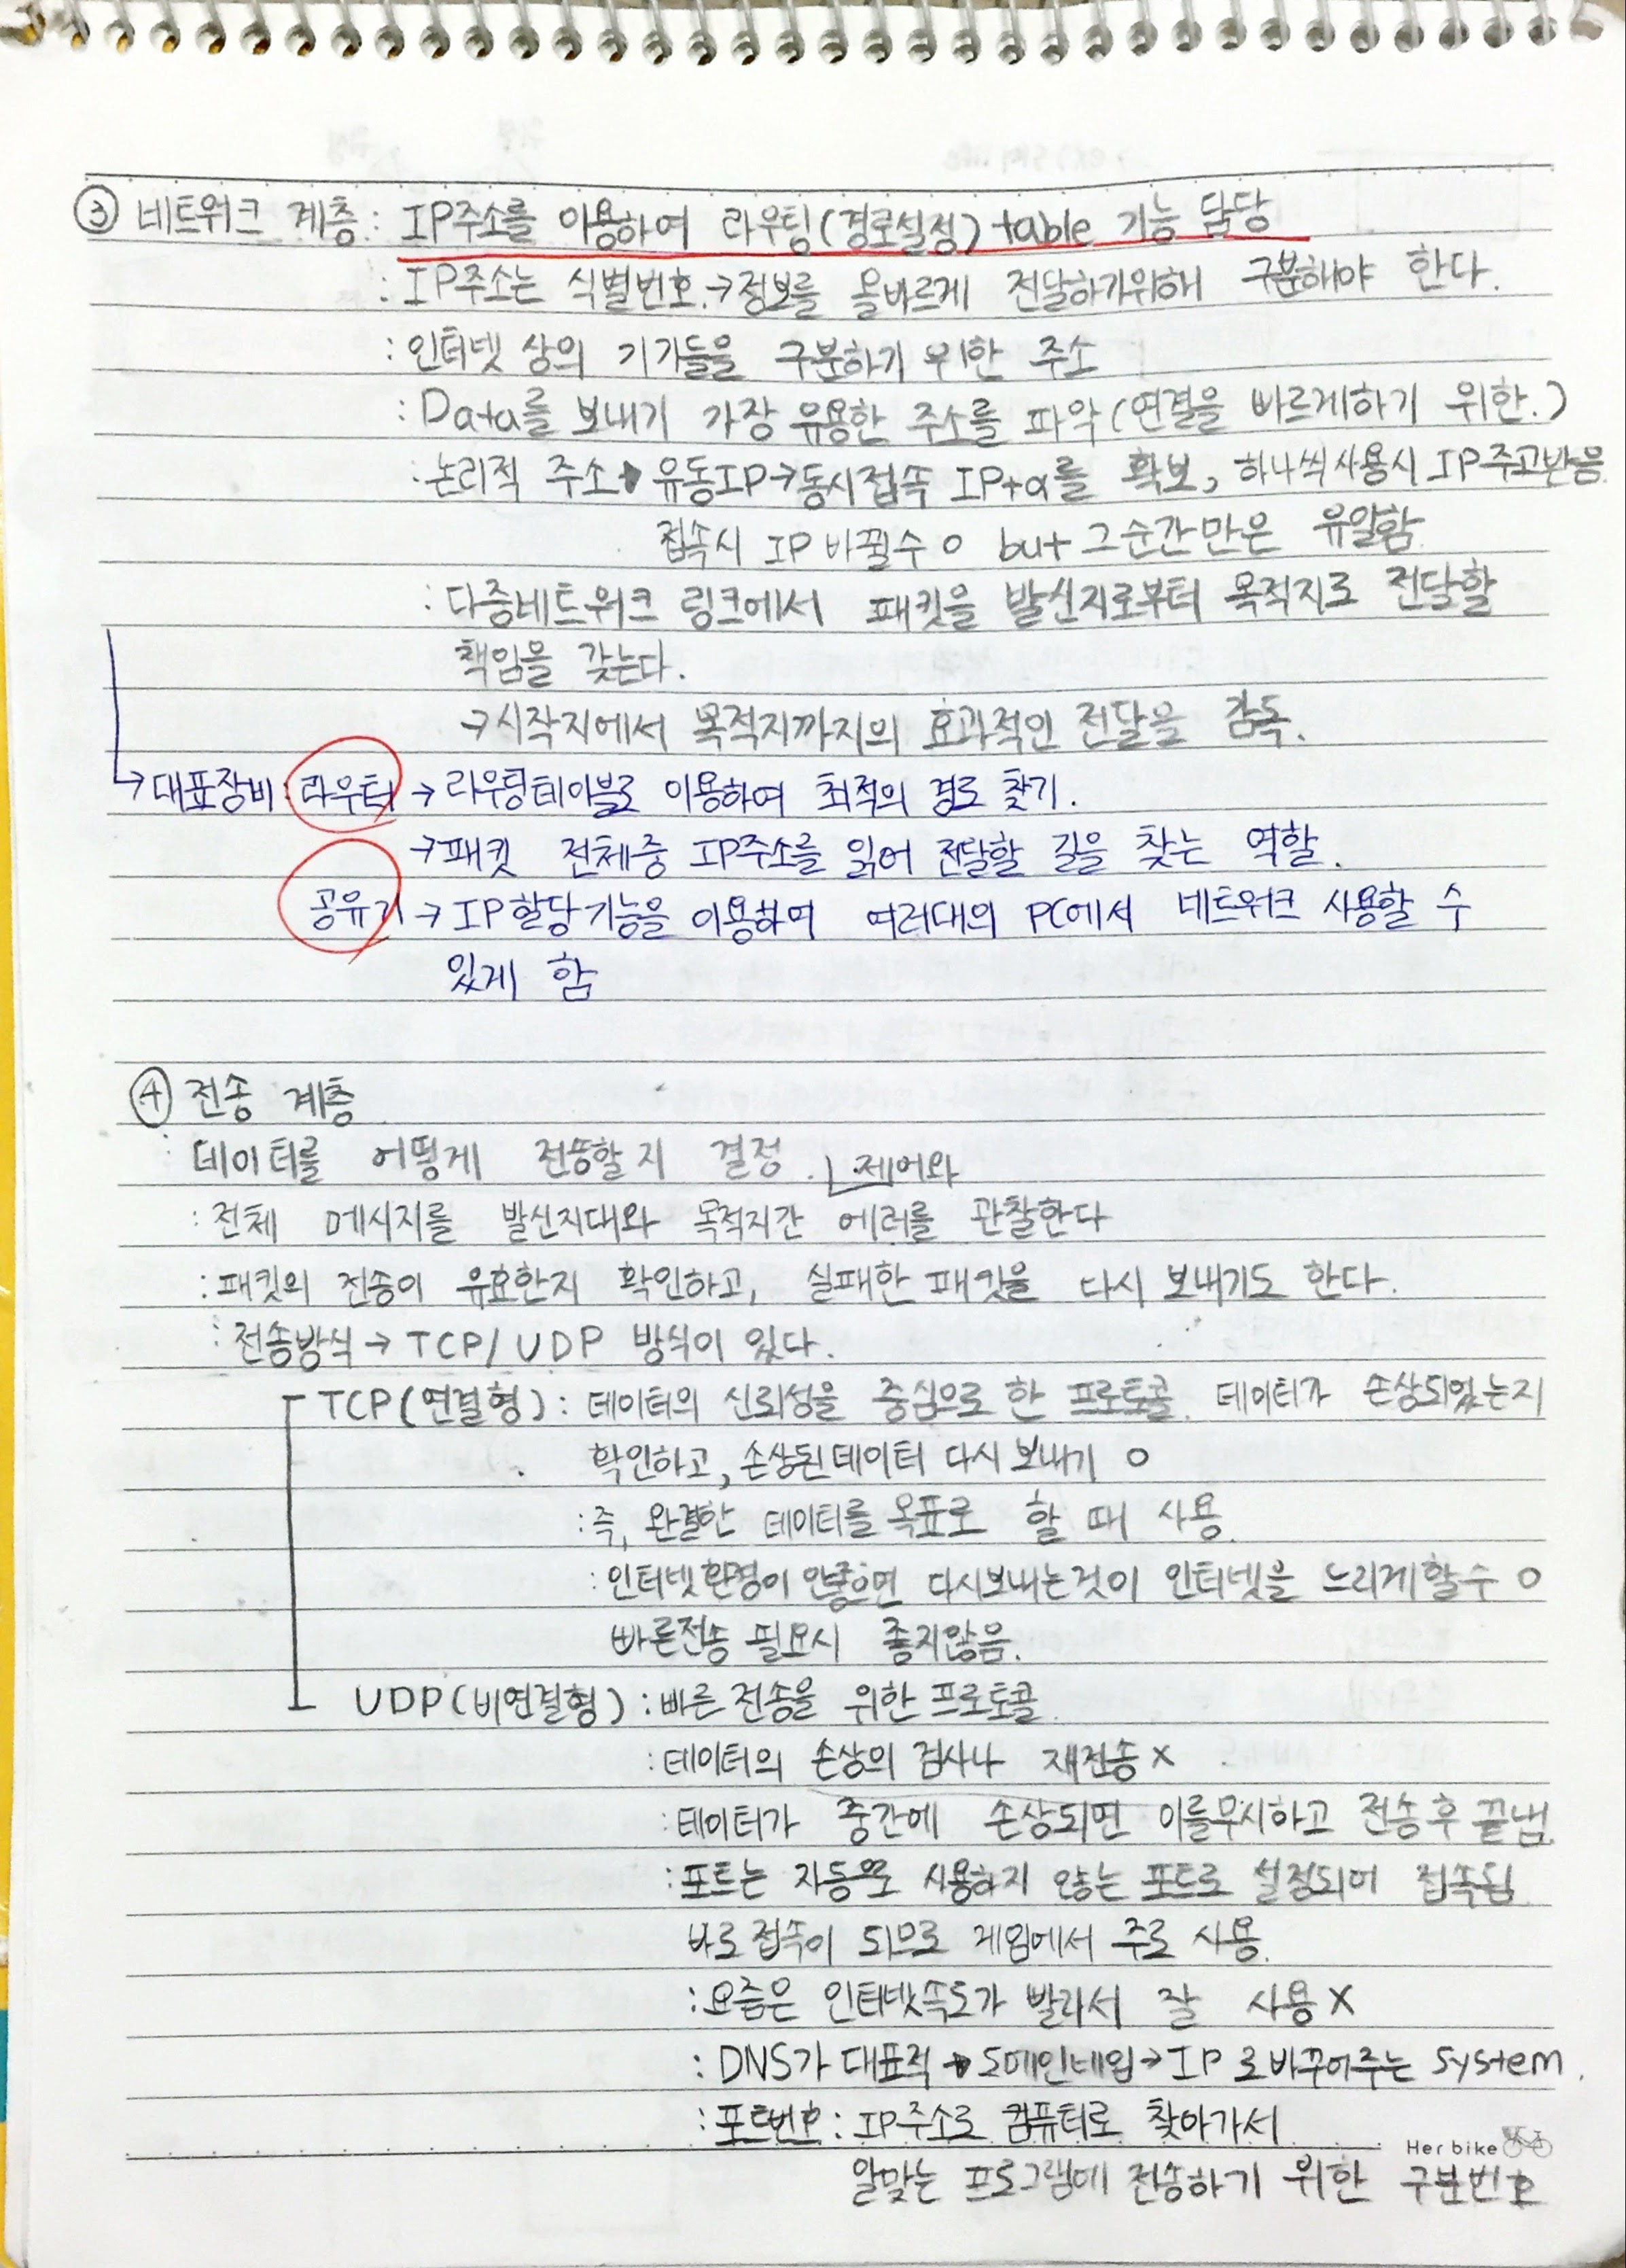 ③ 네트워크 계층 : IP주소를 이용하여 라우팅(경로설정) table 기능 담당
: IP주소는 식별번호.→정보를 올바르게 전달하기위해 구분해야 한다.
: 인터넷 상의 기기들을 구분하기 위한 주소
: Data를 보내기 가장 유용한 주소를 파악 (연결을 바르게하기 위한.)
: 논리적 주소→ 유동IP→동시접속 IP+α를 확보, 하나씩사용시 IP주고받음
접속시 IP 바뀔수 O but 그순간만은 유일함
: 다중네트워크 링크에서 패킷을 발신지로부터 목적지로 전달할
책임을 갖는다.
→시작지에서 목적지까지의 효과적인 전달을 감독.
→대표장비 : 라우터 → 라우팅테이블로 이용하여 최적의 경로 찾기.
→패킷 전체중 IP주소를 읽어 전달할 길을 찾는 역할.
공유기 → IP할당기능을 이용하여 여러대의 PC에서 네트워크 사용할 수
있게 함
④ 전송 계층
: 데이터를 어떻게 전송할지 결정.
제어와
: 전체 메시지를 발신지대와 목적지간 에러를 관찰한다
: 패킷의 전송이 유효한지 확인하고, 실패한 패킷을 다시 보내기도 한다.
: 전송방식 → TCP/UDP 방식이 있다.
TCP (연결형) : 데이터의 신뢰성을 중심으로 한 프로토콜. 데이터가 손상되었는지
확인하고, 손상된데이터 다시 보내기 O
: 즉, 완결한 데이터를 목표로 할 때 사용.
: 인터넷환경이 안좋으면 다시보내는것이 인터넷을 느리게할수 O
빠른전송 필요시 좋지않음.
UDP (비연결형) : 빠른 전송을 위한 프로토콜.
: 데이터의 손상의 검사나 재전송 X
: 데이터가 중간에 손상되면 이를무시하고 전송후 끝냄.
: 포트는 자동으로 사용하지 않는 포트로 설정되어 접속됨
바로 접속이 되므로 게임에서 주로 사용.
: 요즘은 인터넷속도가 빨라서 잘 사용 X
: DNS가 대표적 → 도메인네임→IP로 바꾸어주는 system.
: 포트번호 : IP주소로 컴퓨터로 찾아가서
Her bike
알맞는 프로그램에 전송하기 위한 구분번호